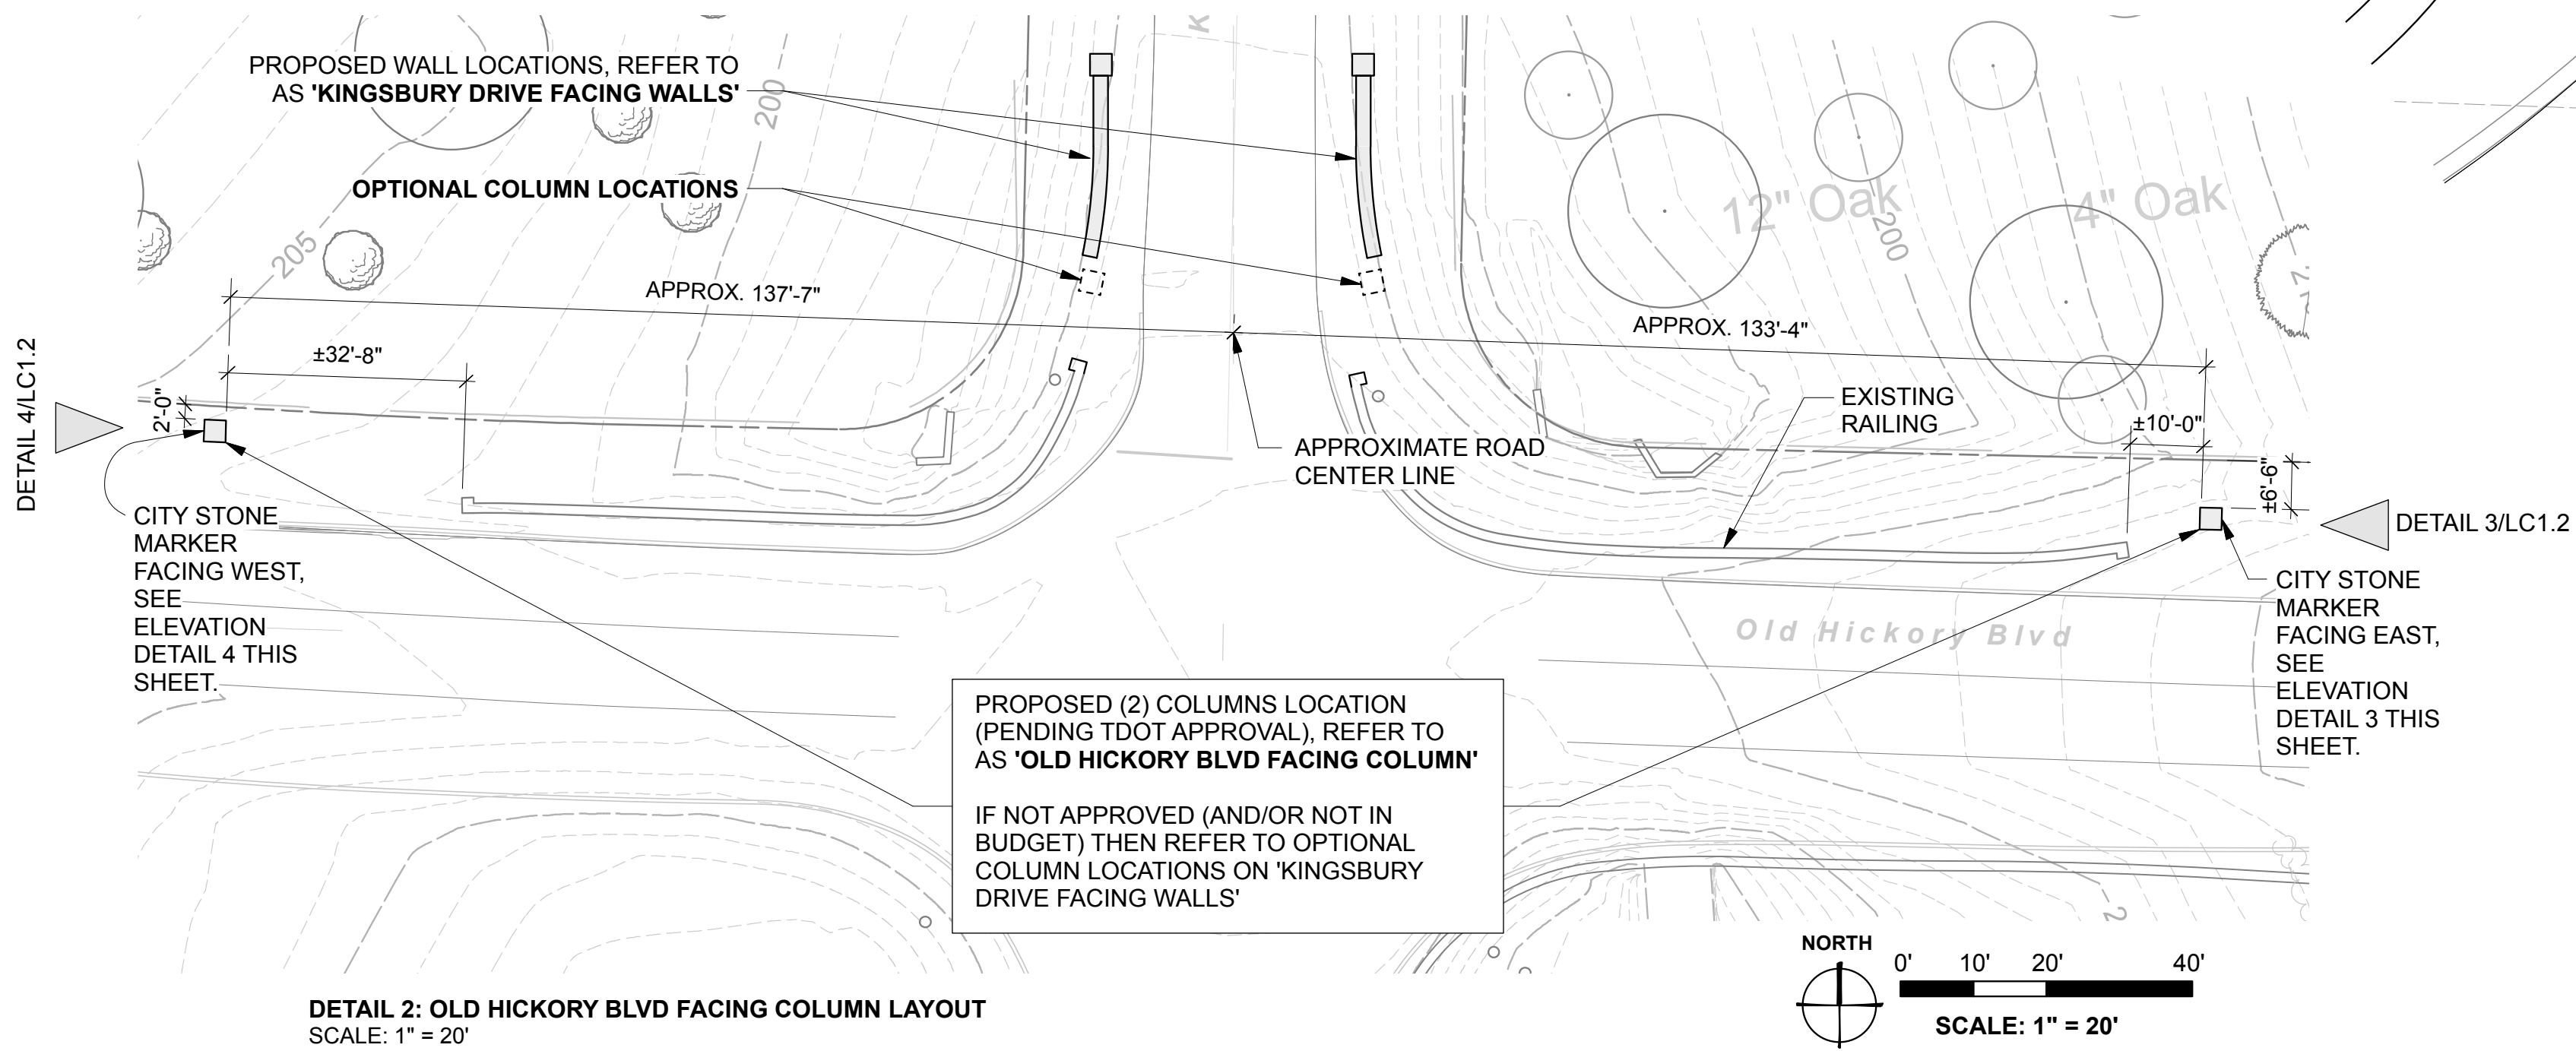 PROPOSED WALL LOCATIONS, REFER TO
AS 'KINGSBURY DRIVE FACING WALLS'
OPTIONAL COLUMN LOCATIONS
K
200
205
12" Oak
200
4" Oak
APPROX. 137'-7"
APPROX. 133'-4"
±32'-8"
2'-0"
DETAIL 4/LC1.2
EXISTING
RAILING
±10'-0"
±6'-6"
APPROXIMATE ROAD
CENTER LINE
DETAIL 3/LC1.2
CITY STONE
MARKER
FACING WEST,
SEE
ELEVATION
DETAIL 4 THIS
SHEET.
CITY STONE
MARKER
FACING EAST,
SEE
ELEVATION
DETAIL 3 THIS
SHEET.
Old Hickory Blvd
PROPOSED (2) COLUMNS LOCATION
(PENDING TDOT APPROVAL), REFER TO
AS 'OLD HICKORY BLVD FACING COLUMN'
IF NOT APPROVED (AND/OR NOT IN
BUDGET) THEN REFER TO OPTIONAL
COLUMN LOCATIONS ON 'KINGSBURY
DRIVE FACING WALLS'
2
NORTH
0' 10' 20' 40'
SCALE: 1" = 20'
DETAIL 2: OLD HICKORY BLVD FACING COLUMN LAYOUT
SCALE: 1" = 20'